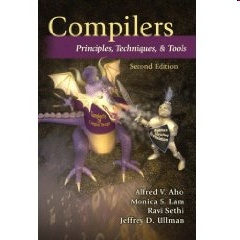 Compilers
Principles, Techniques, & Tools
Second Edition
Alfred V. Aho
Monica S. Lam
Ravi Sethi
Jeffrey D. Ullman